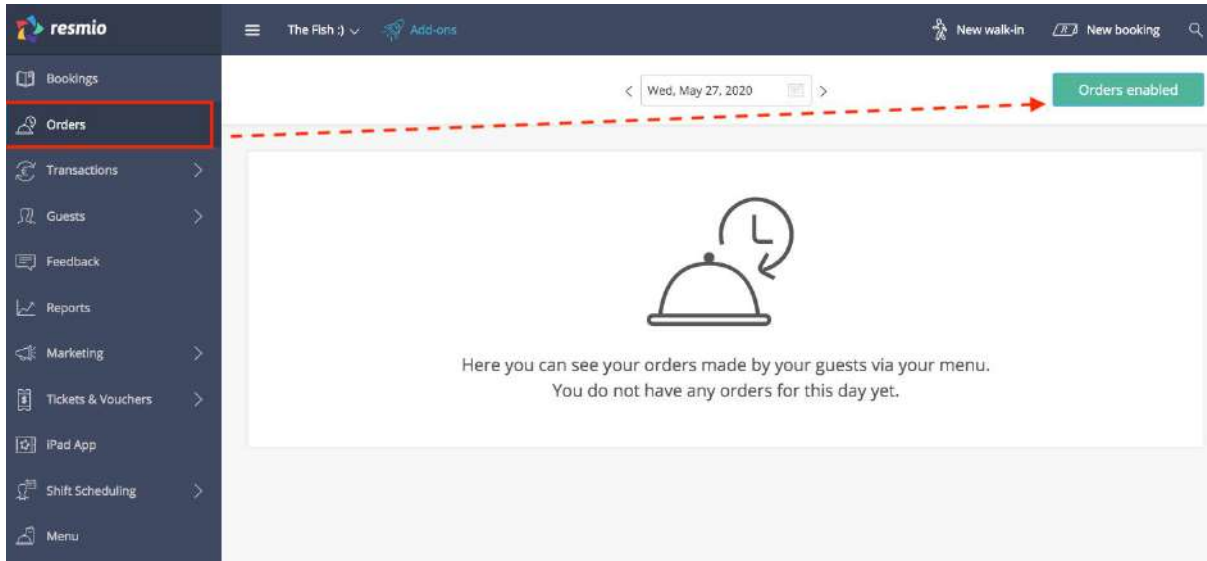 resmio
The Fish :)
Add-ons
New walk-in
New booking
Bookings
Wed, May 27, 2020
Orders enabled
Orders
Transactions
Guests
Feedback
Reports
Marketing
Here you can see your orders made by your guests via your menu.
You do not have any orders for this day yet.
Tickets & Vouchers
iPad App
Shift Scheduling
Menu